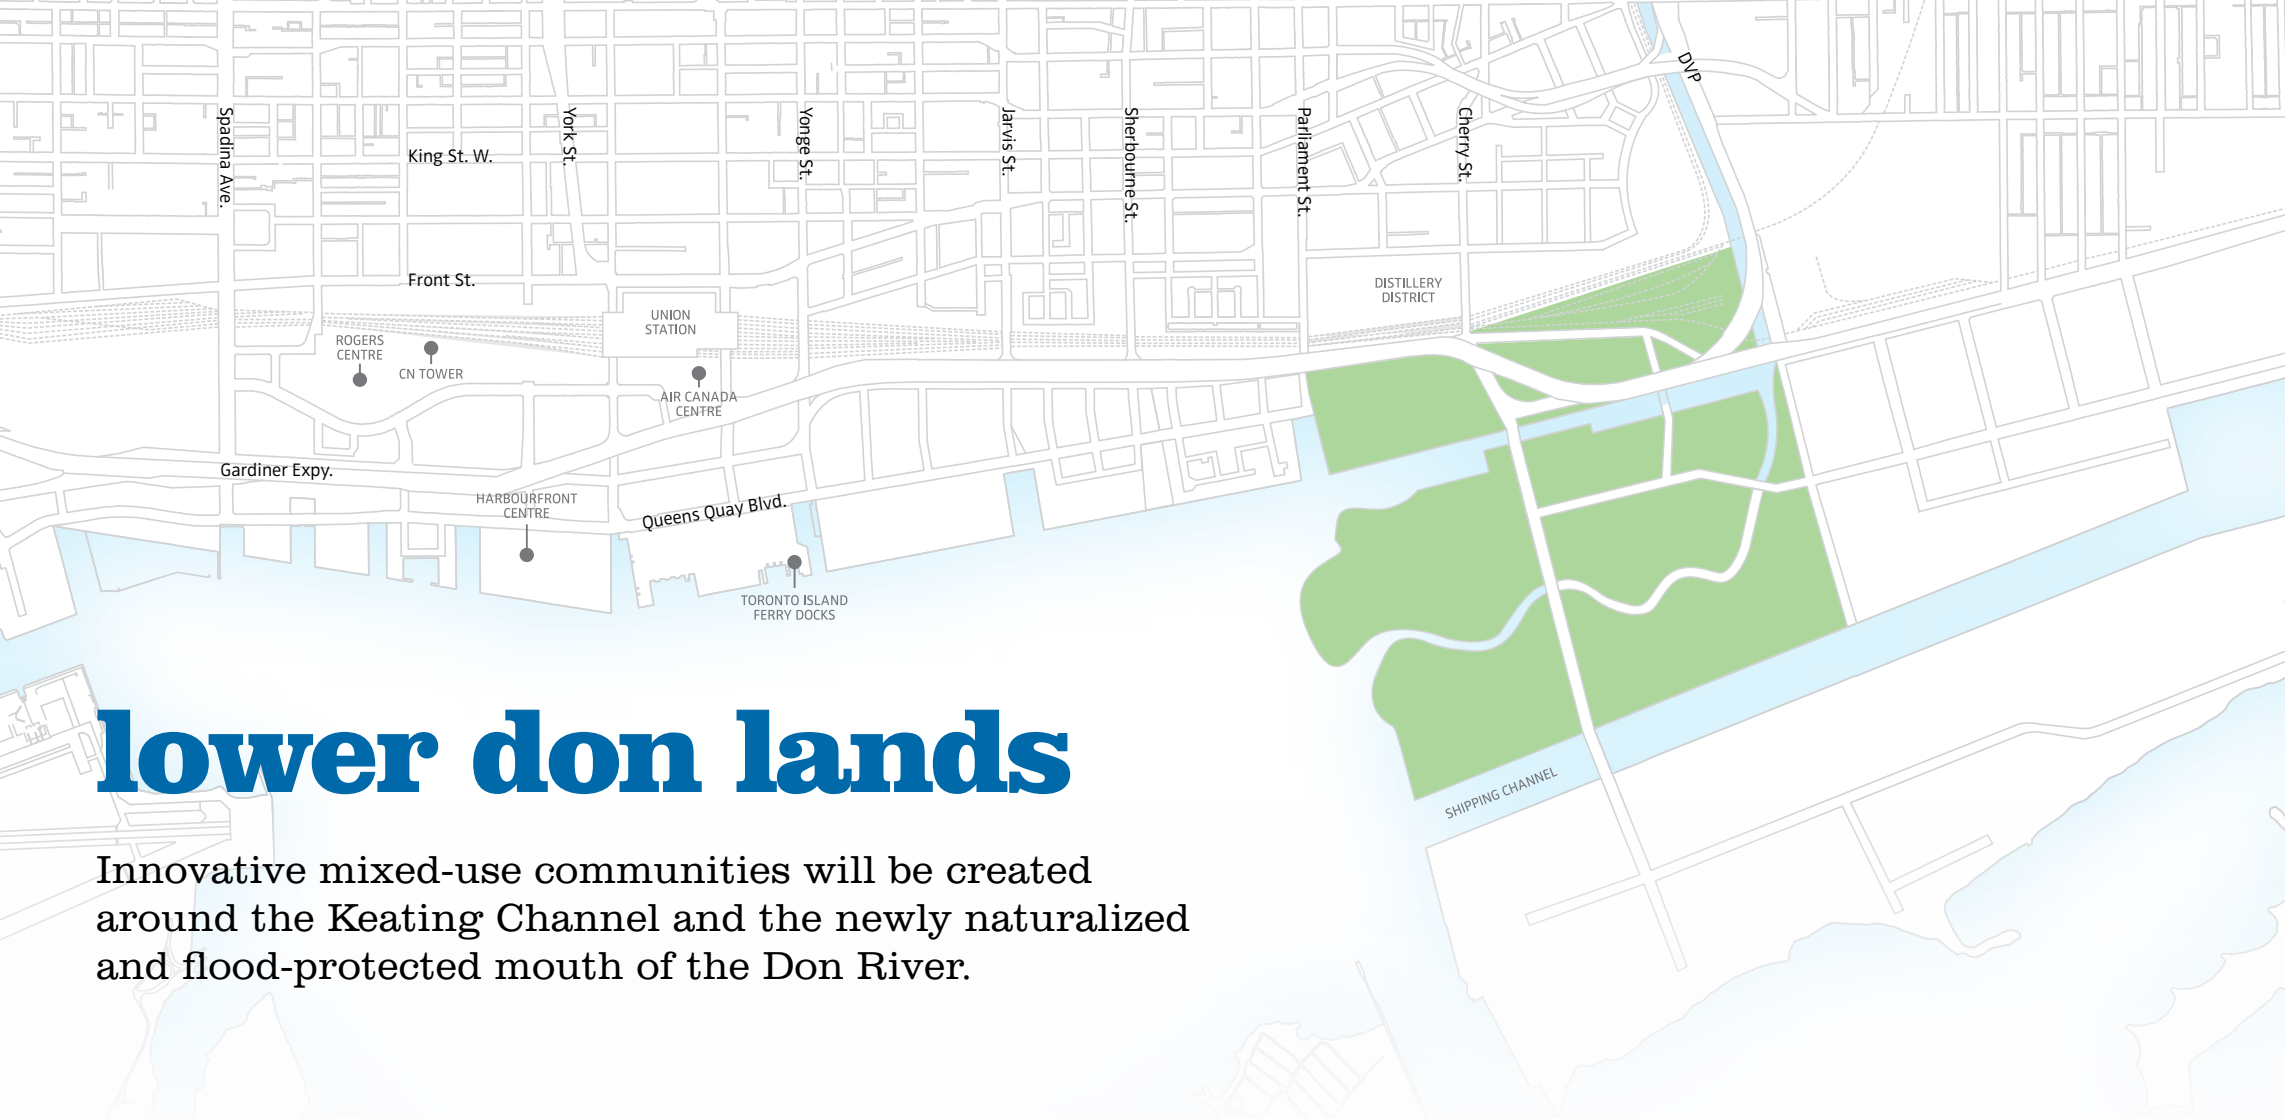 DVP
Spadina Ave.
York St.
Yonge St.
Jarvis St.
Sherbourne St.
Parliament St.
Cherry St.
King St. W.
Front St.
DISTILLERY
DISTRICT
UNION
STATION
ROGERS
CENTRE
CN TOWER
AIR CANADA
CENTRE
Gardiner Expy.
HARBOURFRONT
CENTRE
Queens Quay Blvd.
TORONTO ISLAND
FERRY DOCKS
lower don lands
SHIPPING CHANNEL
Innovative mixed-use communities will be created
around the Keating Channel and the newly naturalized
and flood-protected mouth of the Don River.